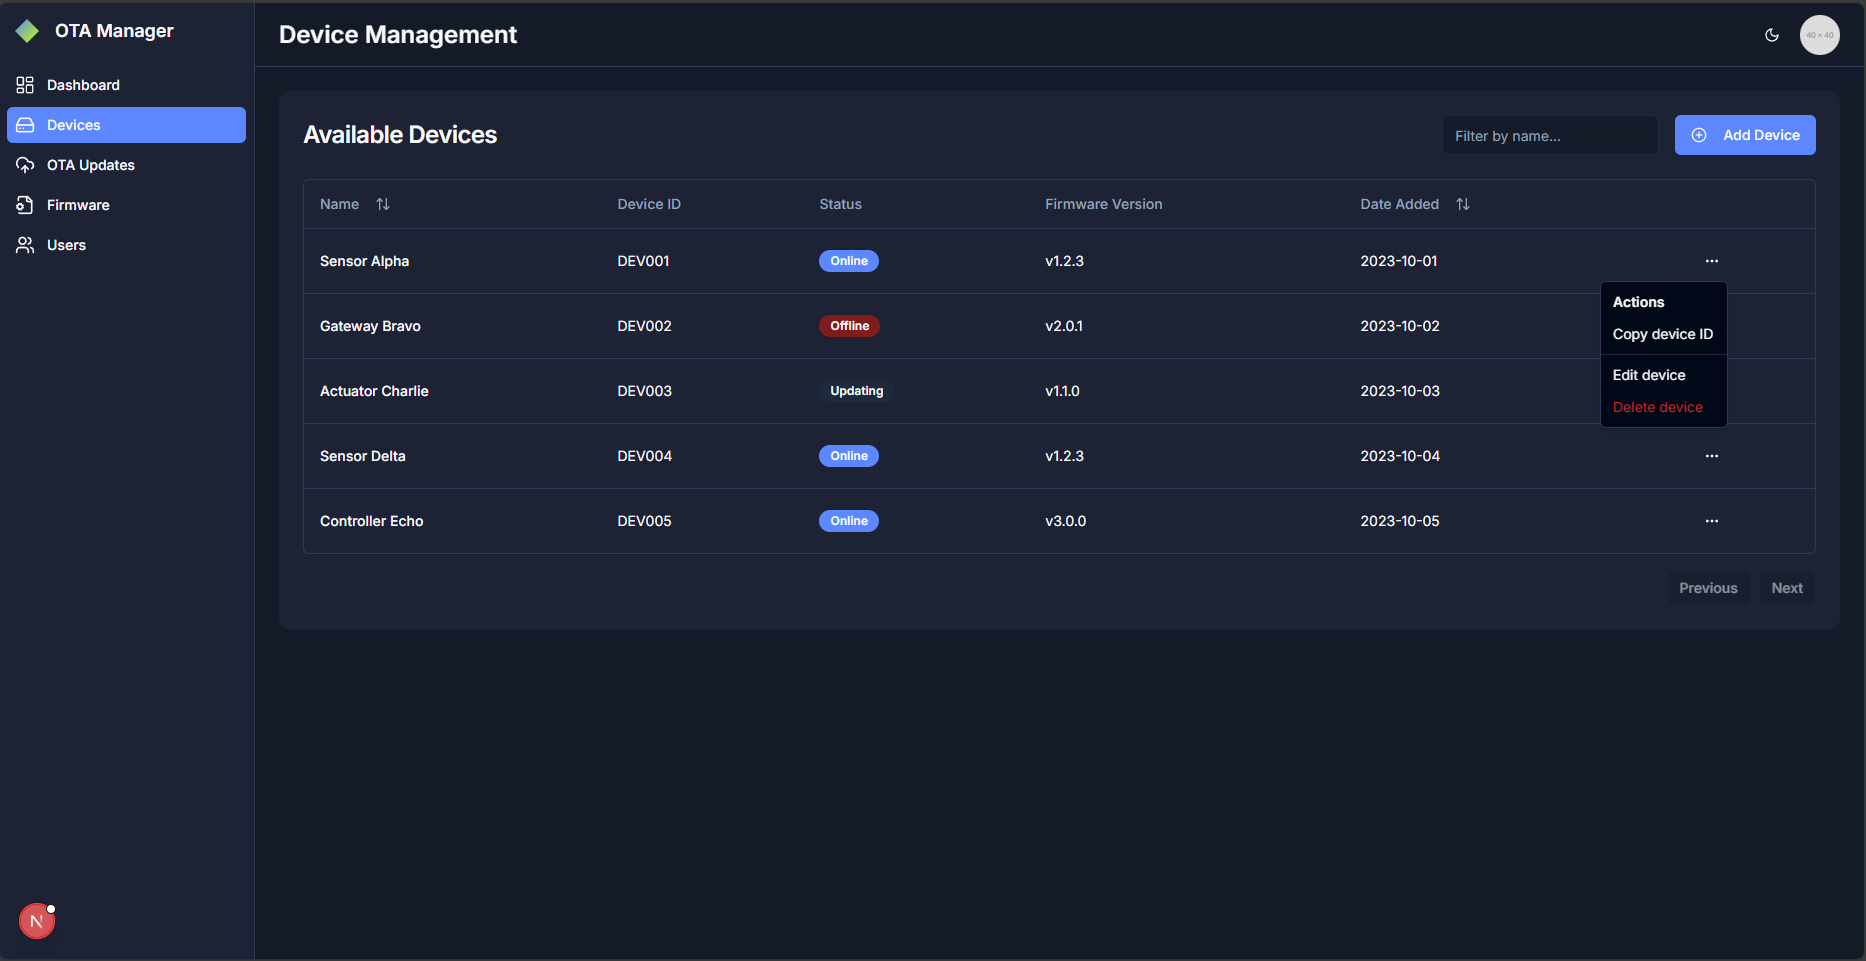 OTA Manager
Device Management
40 × 40
Dashboard
Devices
OTA Updates
Firmware
Users
Available Devices
Filter by name...
Add Device
Name Device ID Status Firmware Version Date Added
Sensor Alpha DEV001 Online v1.2.3 2023-10-01
Gateway Bravo DEV002 Offline v2.0.1 2023-10-02
Actuator Charlie DEV003 Updating v1.1.0 2023-10-03
Sensor Delta DEV004 Online v1.2.3 2023-10-04
Controller Echo DEV005 Online v3.0.0 2023-10-05
Actions
Copy device ID
Edit device
Delete device
Previous Next
N